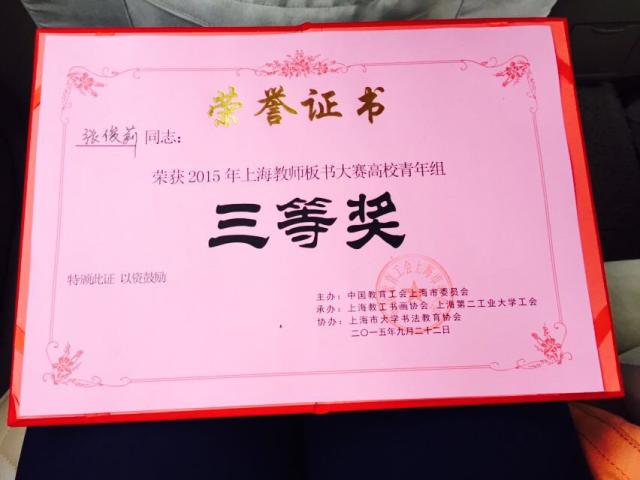 荣誉证书
张俊莉 同志：
荣获 2015 年上海教师板书大赛高校青年组
三等奖
特颁此证 以资鼓励
主办：中国教育工会上海市委员会
承办：上海教工书画协会 上海第二工业大学工会
协办：上海市大学书法教育协会
二〇一五年九月二十二日